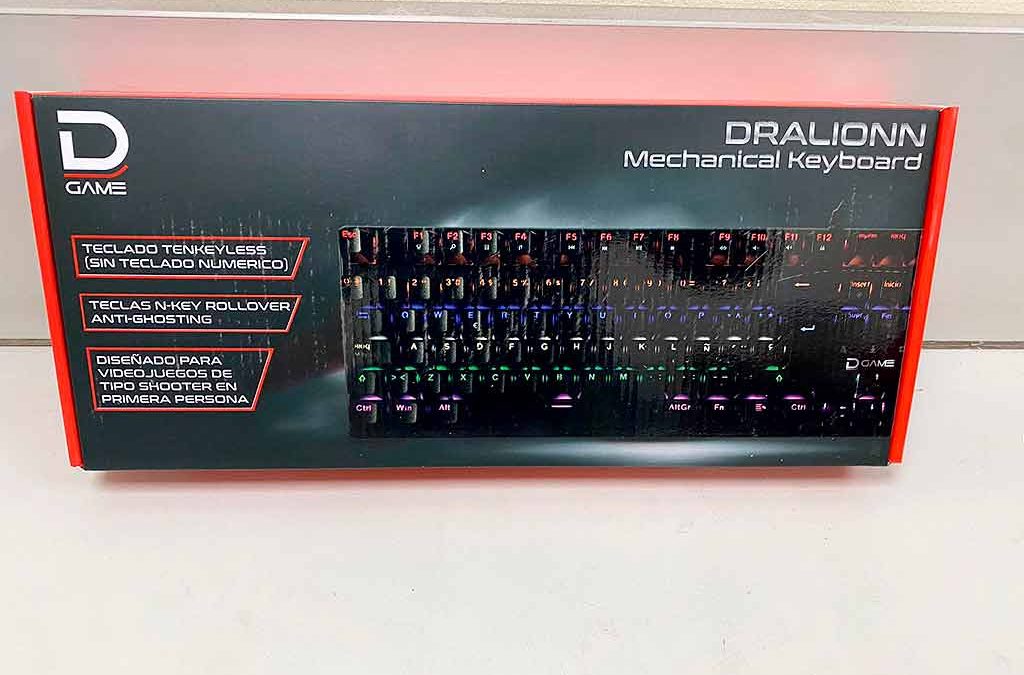 D
GAME
DRALIONN
Mechanical Keyboard
TECLADO TENKEYLESS
(SIN TECLADO NUMERICO)
TECLAS N-KEY ROLLOVER
ANTI-GHOSTING
DISEÑADO PARA
VIDEOJUEGOS DE
TIPO SHOOTER EN
PRIMERA PERSONA
Esc F1 F2 F3 F4 F5 F6 F7 F8 F9 F10 F11 F12
Inser Inicio
Q W E R T Y U I O P
€
A S D F G H J K L Ñ
D GAME
> < Z X C V B N M
Ctrl Win Alt AltGr Fn Ctrl